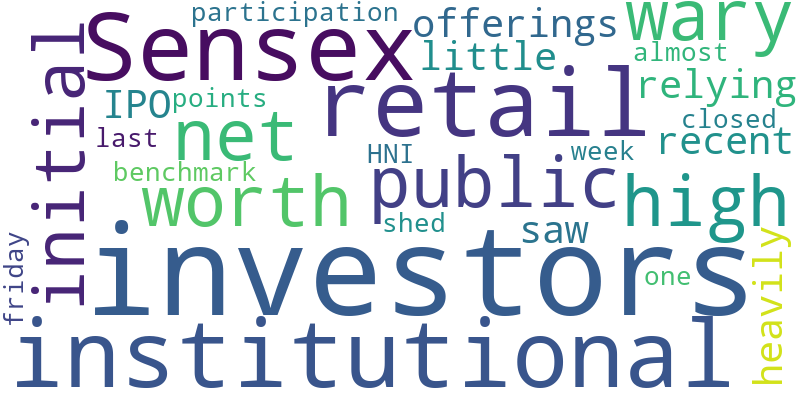 participation
Sensex
offerings
wary
initial
little
almost
IPO
points
retail
relying
last
net
closed
recent
HNI
week
benchmark
worth
public
high
shed
saw
friday
investors
one
heavily
institutional